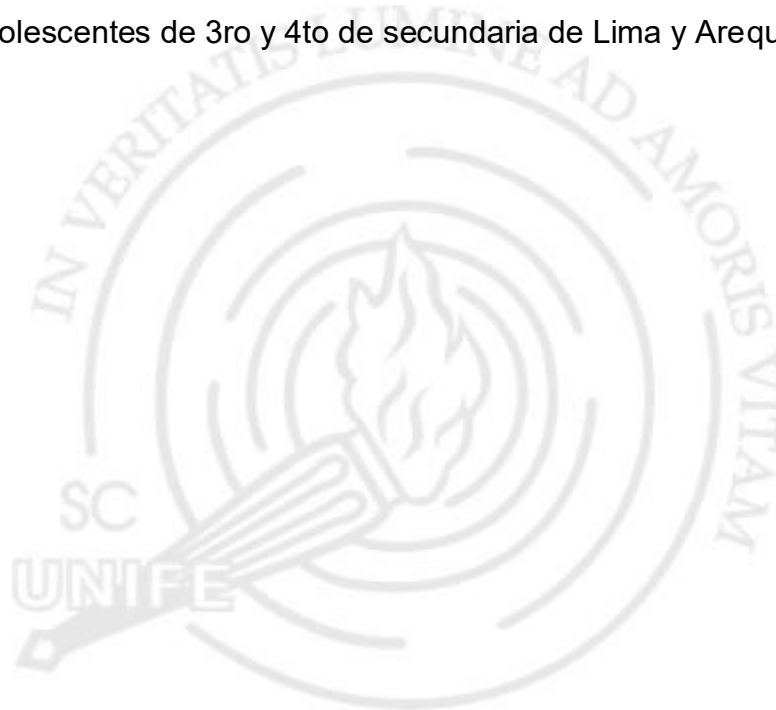 olescentes de 3ro y 4to de secundaria de Lima y Arequ
IN VERITATIS LUMINE AD AMORIS VITAM
SC
UNIFE